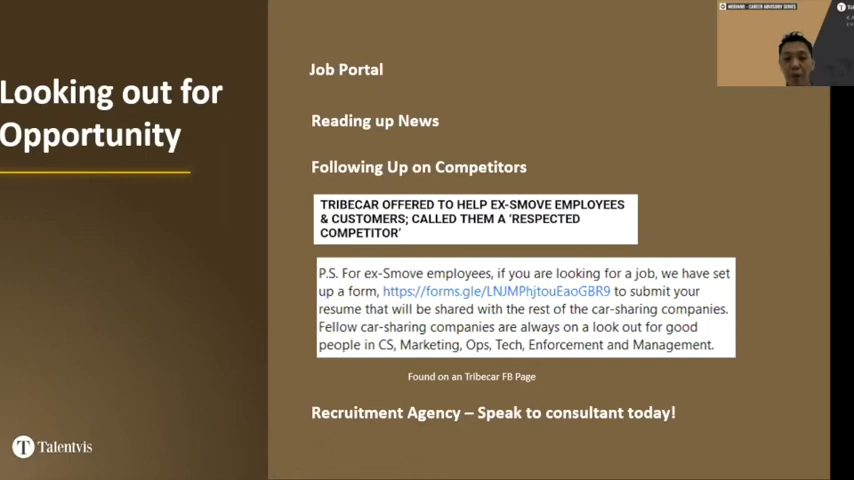 Looking out for
Opportunity
Job Portal
Reading up News
Following Up on Competitors
TRIBECAR OFFERED TO HELP EX-SMOVE EMPLOYEES
& CUSTOMERS; CALLED THEM A ‘RESPECTED
COMPETITOR’
P.S. For ex-Smove employees, if you are looking for a job, we have set
up a form, https://forms.gle/LNJMPhjtouEaoGBR9 to submit your
resume that will be shared with the rest of the car-sharing companies.
Fellow car-sharing companies are always on a look out for good
people in CS, Marketing, Ops, Tech, Enforcement and Management.
Found on an Tribecar FB Page
Recruitment Agency – Speak to consultant today!
Talentvis
WEBINAR - CAREER ADVISORY SERIES